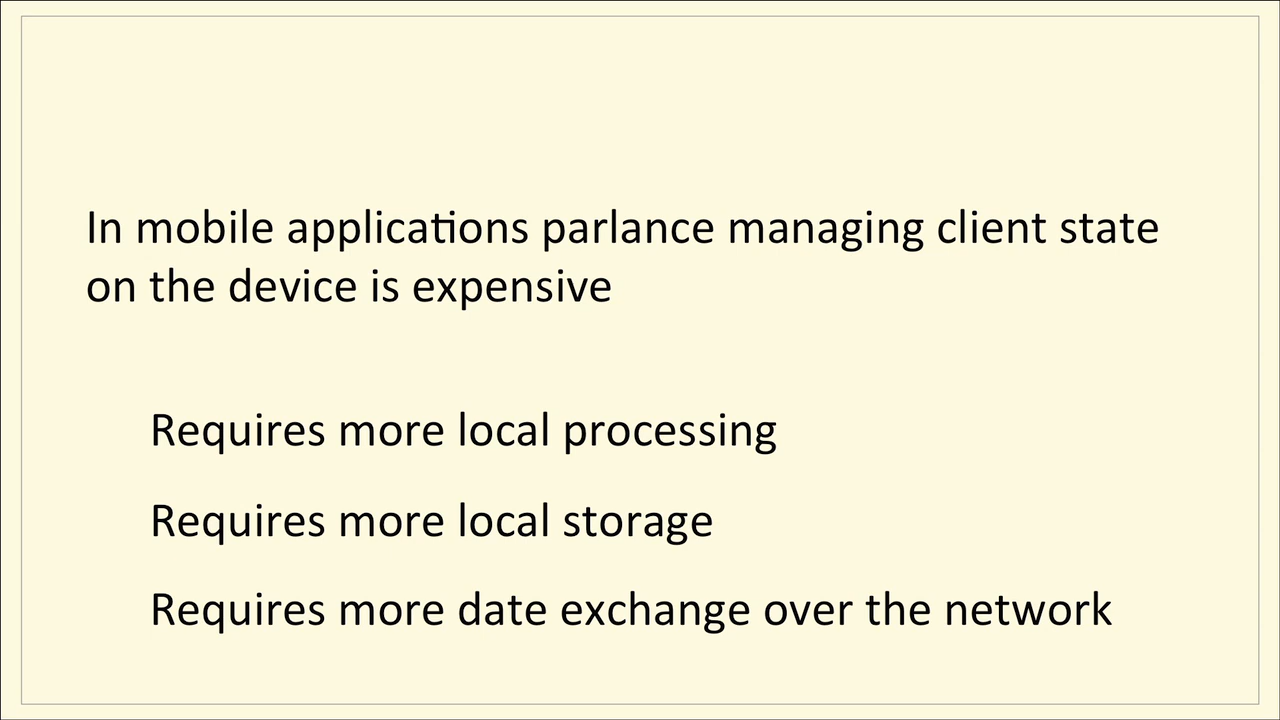 In mobile applications parlance managing client state
on the device is expensive
Requires more local processing
Requires more local storage
Requires more date exchange over the network